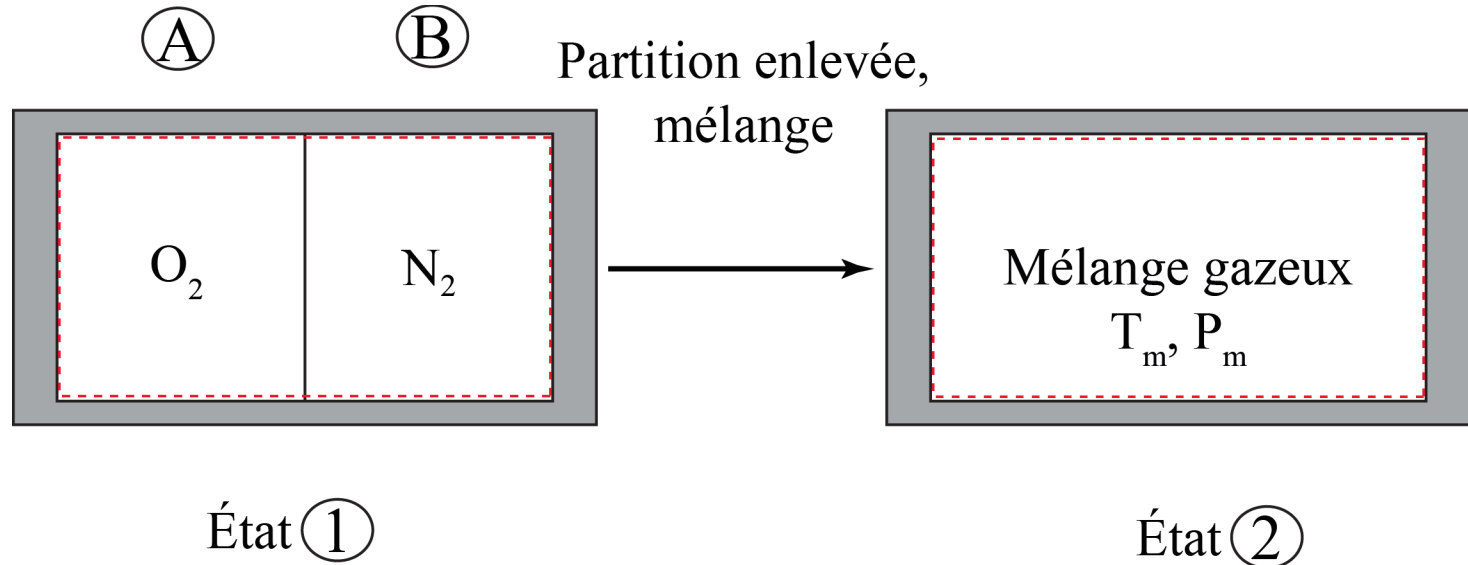 A
B
Partition enlevée,
mélange
O₂
N₂
Mélange gazeux
Tₘ, Pₘ
État 1
État 2